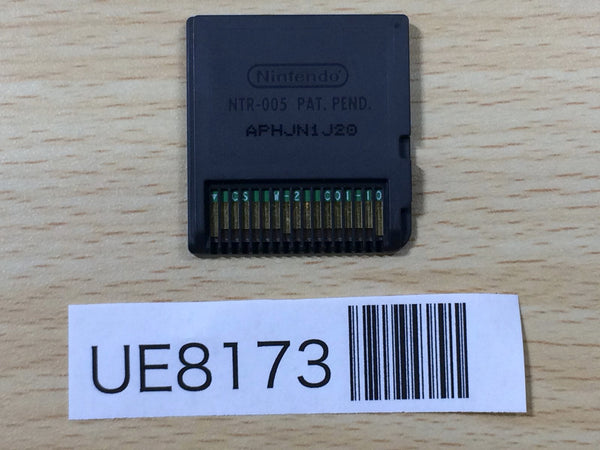 Nintendo
NTR-005 PAT. PEND.
APHJN1J20
UE8173